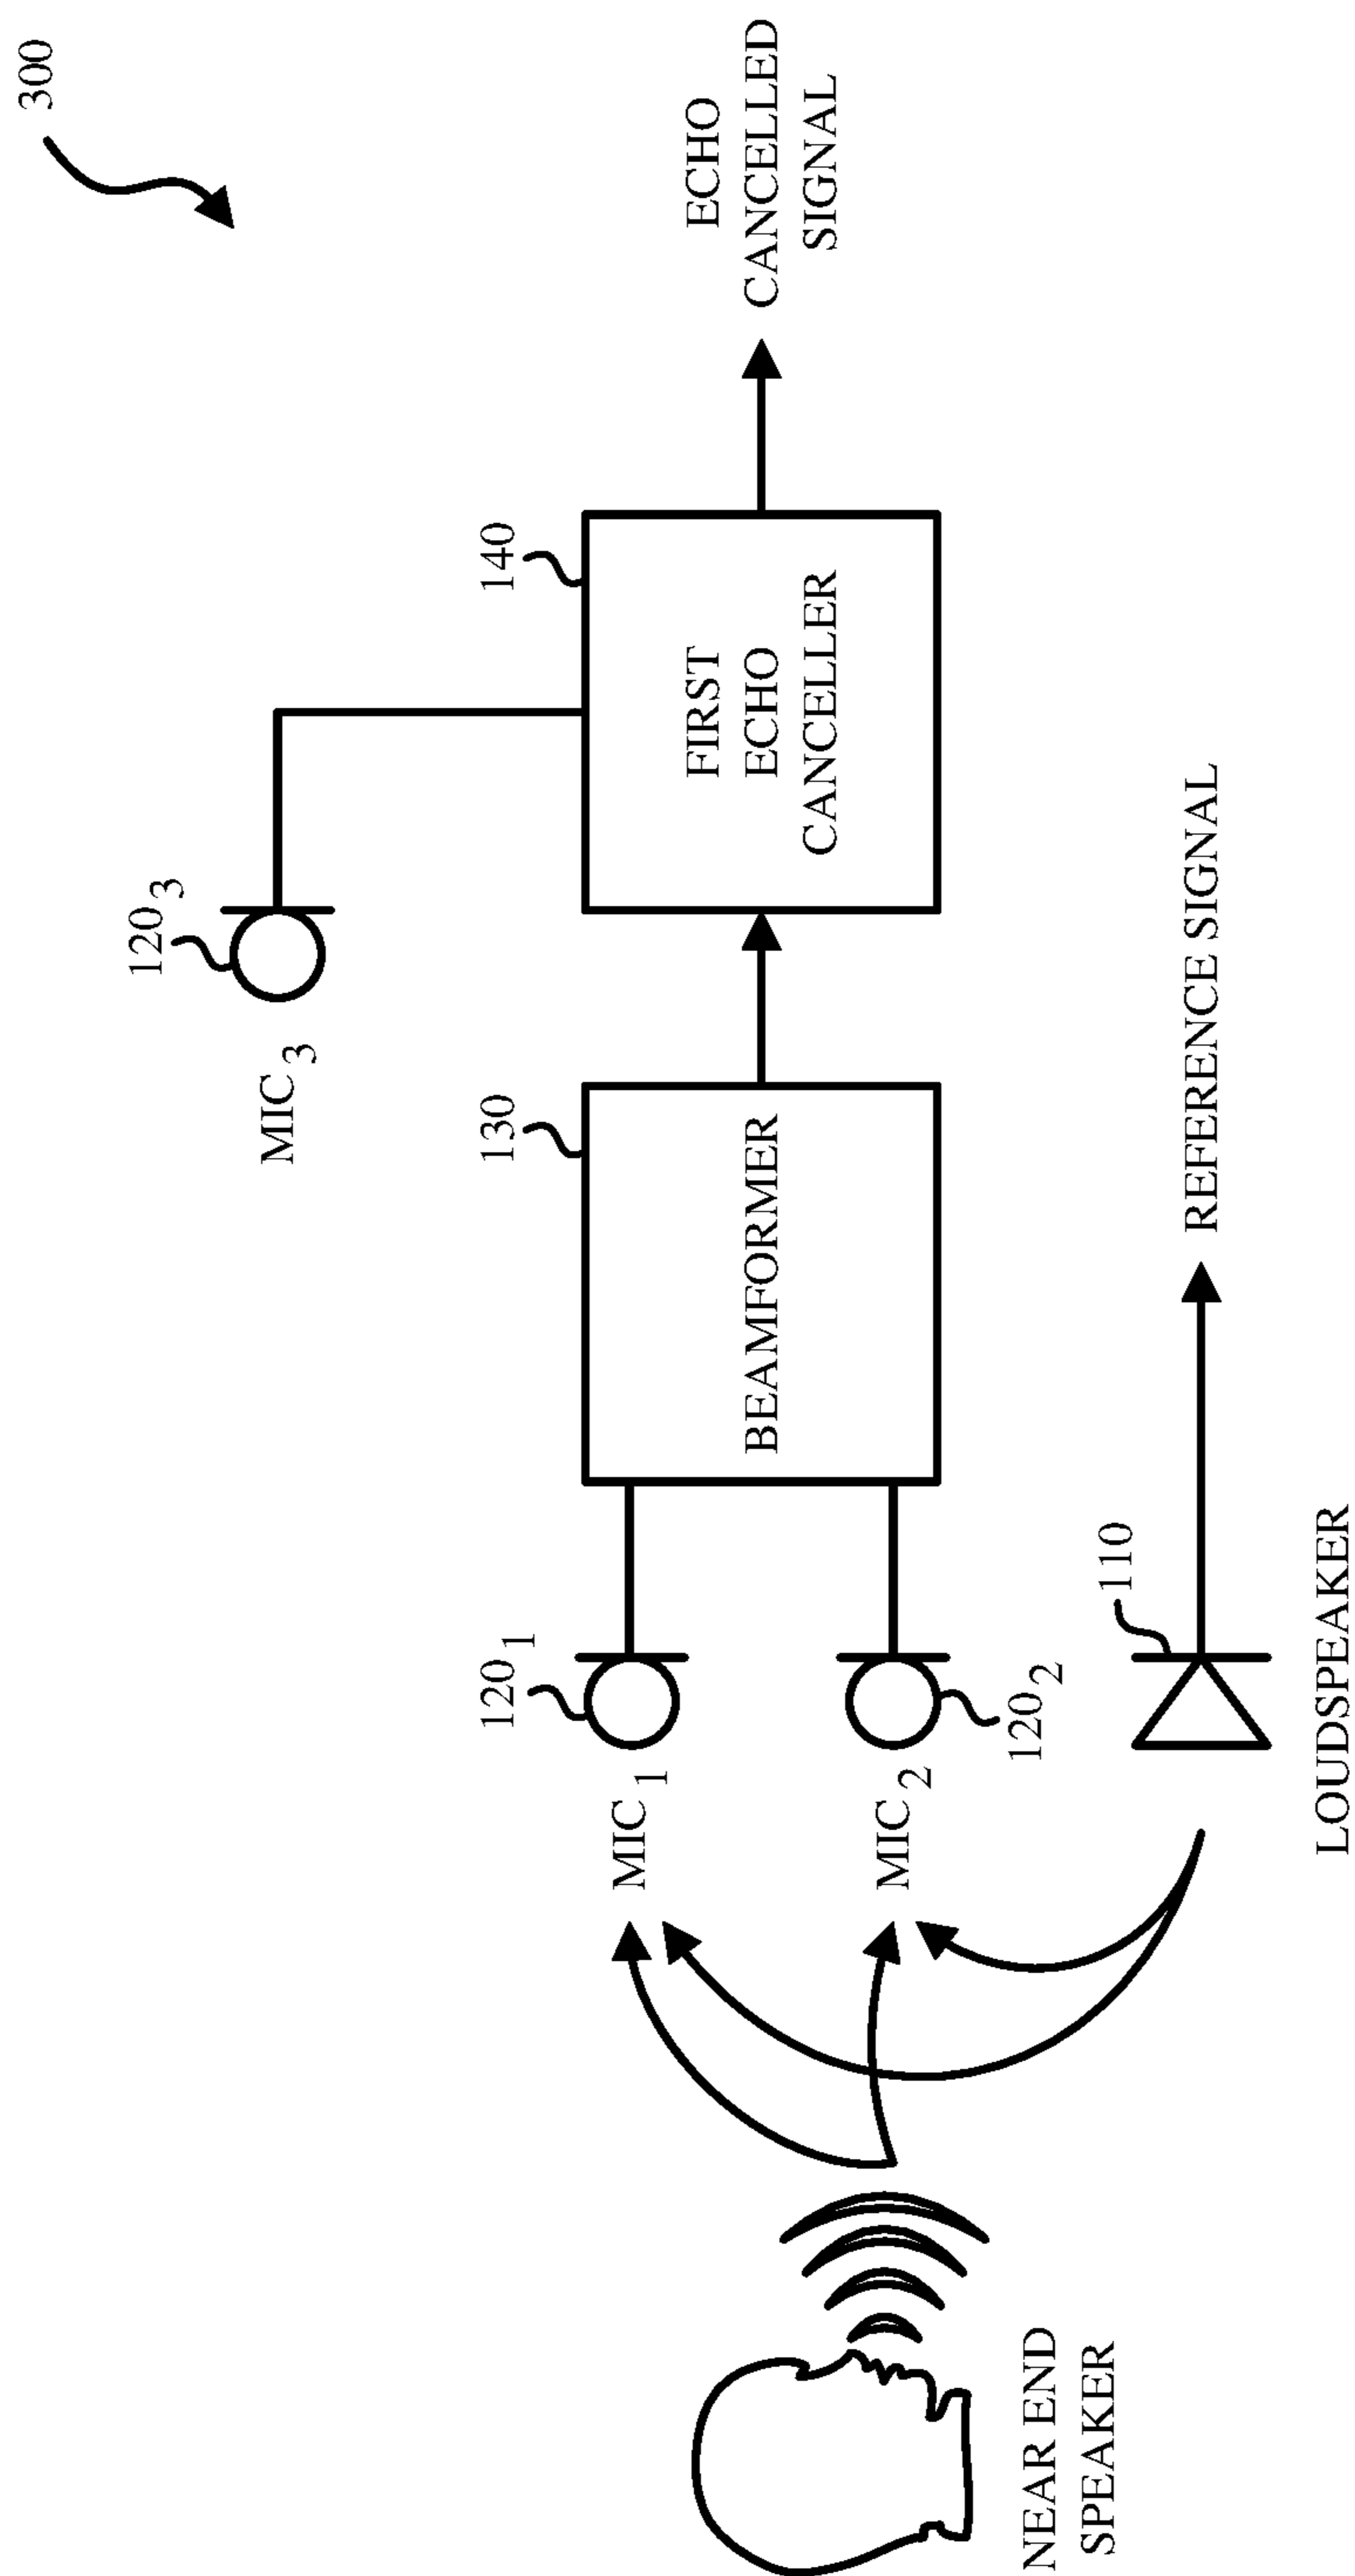 300
120₃
MIC₃
120₁
MIC₁
130
BEAMFORMER
140
FIRST
ECHO
CANCELLER
ECHO
CANCELLED
SIGNAL
MIC₂
120₂
NEAR END
SPEAKER
110
LOUDSPEAKER
REFERENCE SIGNAL